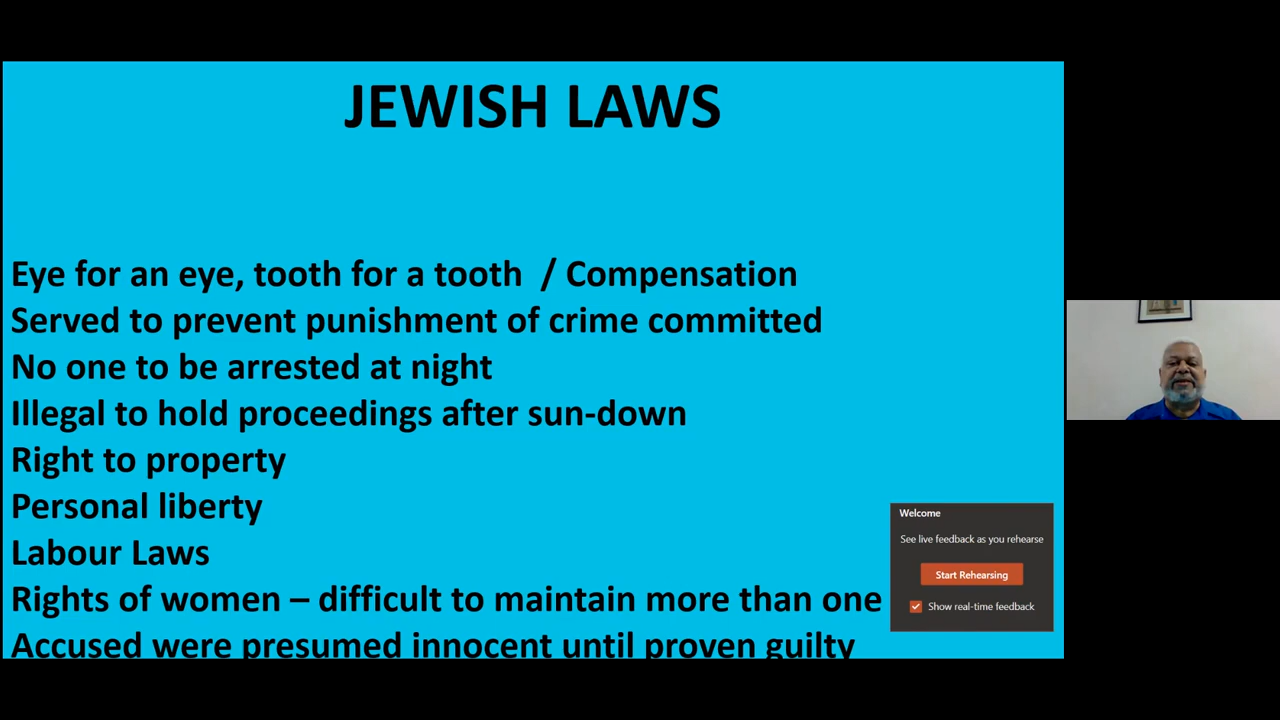 JEWISH LAWS
Eye for an eye, tooth for a tooth / Compensation
Served to prevent punishment of crime committed
No one to be arrested at night
Illegal to hold proceedings after sun-down
Right to property
Personal liberty
Labour Laws
Rights of women – difficult to maintain more than one
Accused were presumed innocent until proven guilty
Welcome
See live feedback as you rehearse
Start Rehearsing
Show real-time feedback